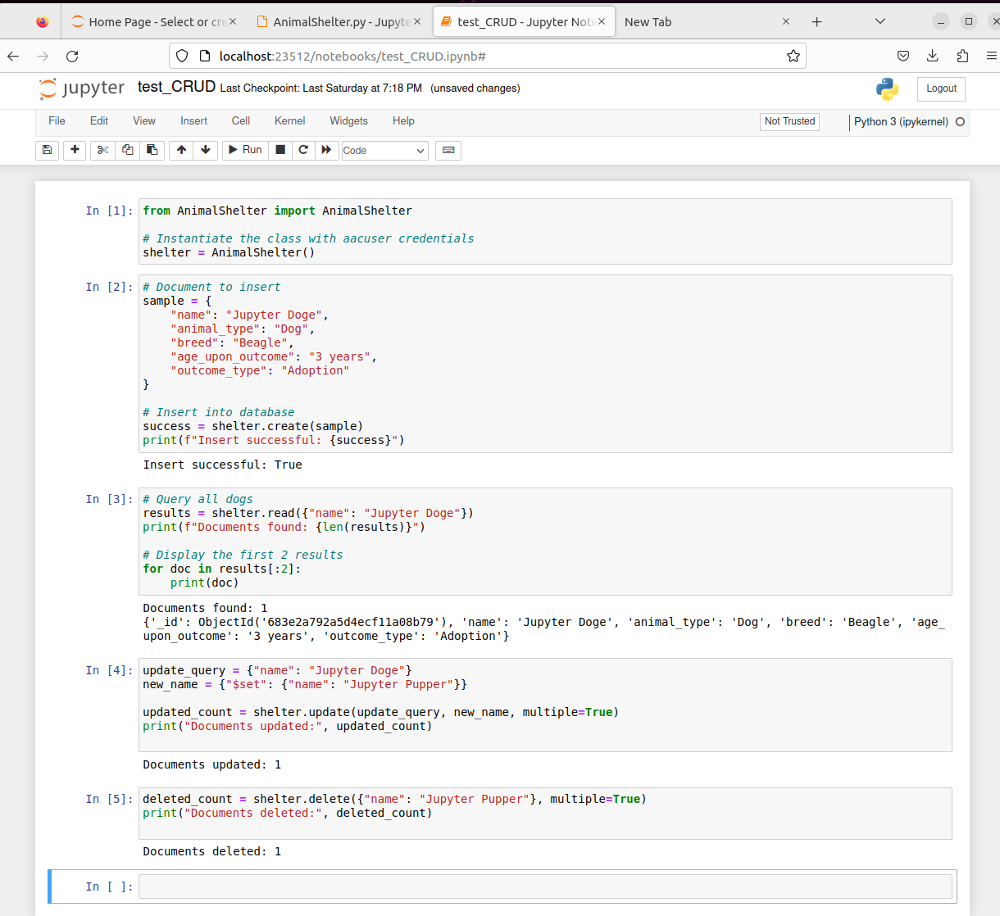 Home Page - Select or cre
AnimalShelter.py - Jupyte
test_CRUD - Jupyter Note
New Tab
localhost:23512/notebooks/test_CRUD.ipynb#
jupyter test_CRUD Last Checkpoint: Last Saturday at 7:18 PM (unsaved changes)
Logout
File Edit View Insert Cell Kernel Widgets Help
Not Trusted
Python 3 (ipykernel)
Run
Code
In [1]: from AnimalShelter import AnimalShelter
# Instantiate the class with aacuser credentials
shelter = AnimalShelter()
In [2]: # Document to insert
sample = {
    "name": "Jupyter Doge",
    "animal_type": "Dog",
    "breed": "Beagle",
    "age_upon_outcome": "3 years",
    "outcome_type": "Adoption"
}
# Insert into database
success = shelter.create(sample)
print(f"Insert successful: {success}")
Insert successful: True
In [3]: # Query all dogs
results = shelter.read({"name": "Jupyter Doge"})
print(f"Documents found: {len(results)}")
# Display the first 2 results
for doc in results[:2]:
    print(doc)
Documents found: 1
{'_id': ObjectId('683e2a792a5d4ecf11a08b79'), 'name': 'Jupyter Doge', 'animal_type': 'Dog', 'breed': 'Beagle', 'age_
upon_outcome': '3 years', 'outcome_type': 'Adoption'}
In [4]: update_query = {"name": "Jupyter Doge"}
new_name = {"$set": {"name": "Jupyter Pupper"}}
updated_count = shelter.update(update_query, new_name, multiple=True)
print("Documents updated:", updated_count)
Documents updated: 1
In [5]: deleted_count = shelter.delete({"name": "Jupyter Pupper"}, multiple=True)
print("Documents deleted:", deleted_count)
Documents deleted: 1
In [ ]: